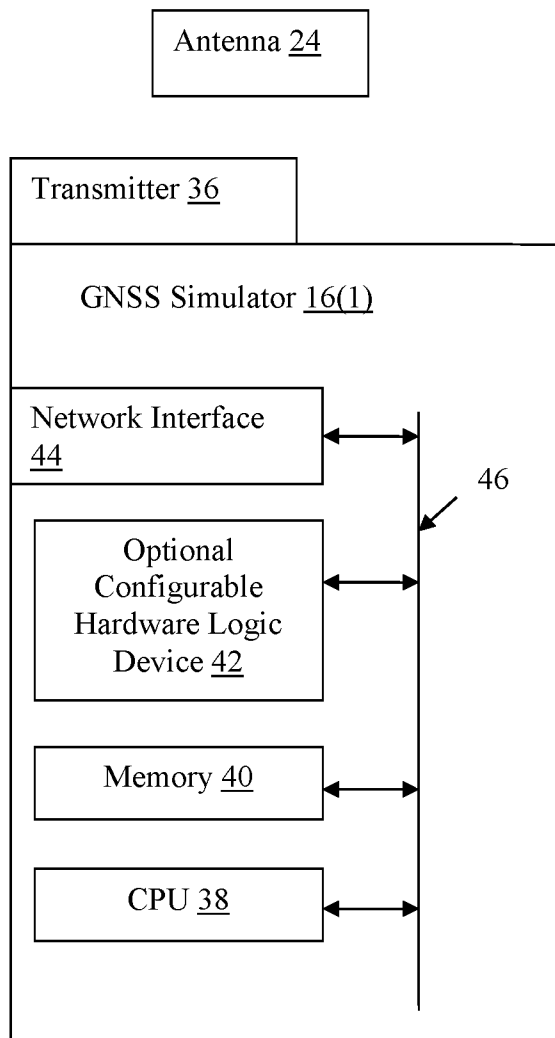 Antenna 24
Transmitter 36
GNSS Simulator 16(1)
Network Interface
44
46
Optional
Configurable
Hardware Logic
Device 42
Memory 40
CPU 38